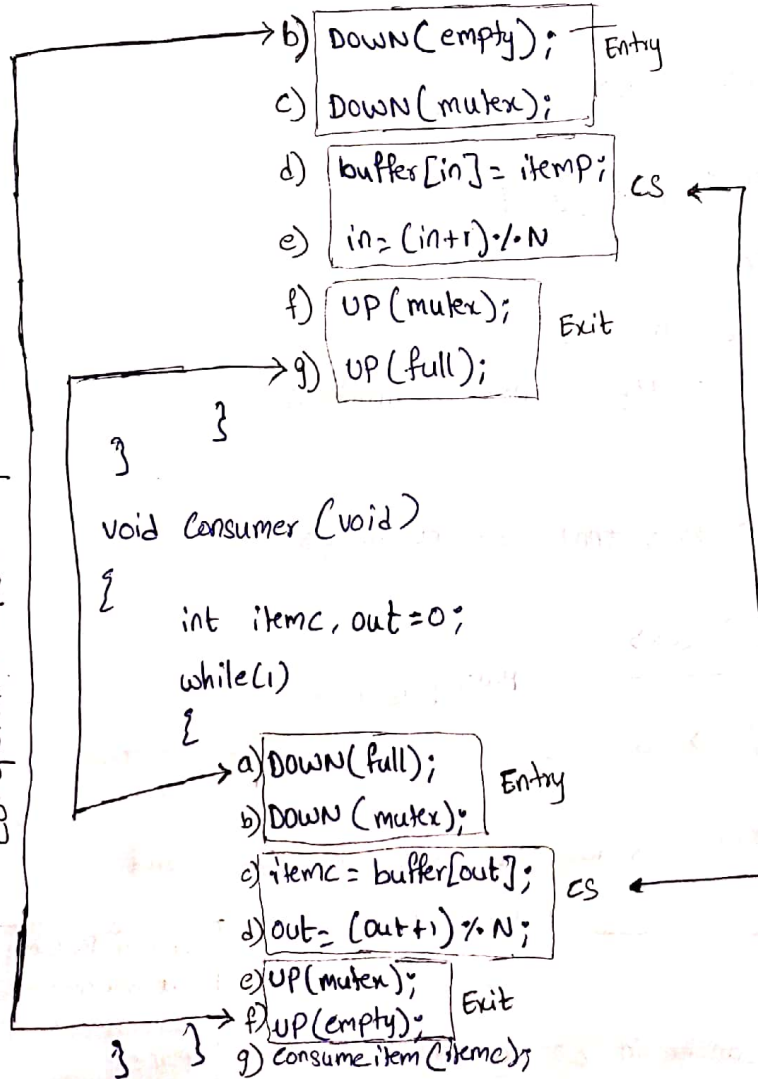 b) DOWN(empty); Entry
c) DOWN(mutex);
d) buffer[in] = itemp; CS
e) in = (in+1)%N
f) UP(mutex); Exit
g) UP(full);
}
}
void Consumer (void)
{
int itemc, out = 0;
while(1)
{
a) DOWN(full); Entry
b) DOWN(mutex);
c) itemc = buffer[out]; CS
d) out = (out+1)%N;
e) UP(mutex); Exit
f) UP(empty);
} } g) Consumeitem(itemc);